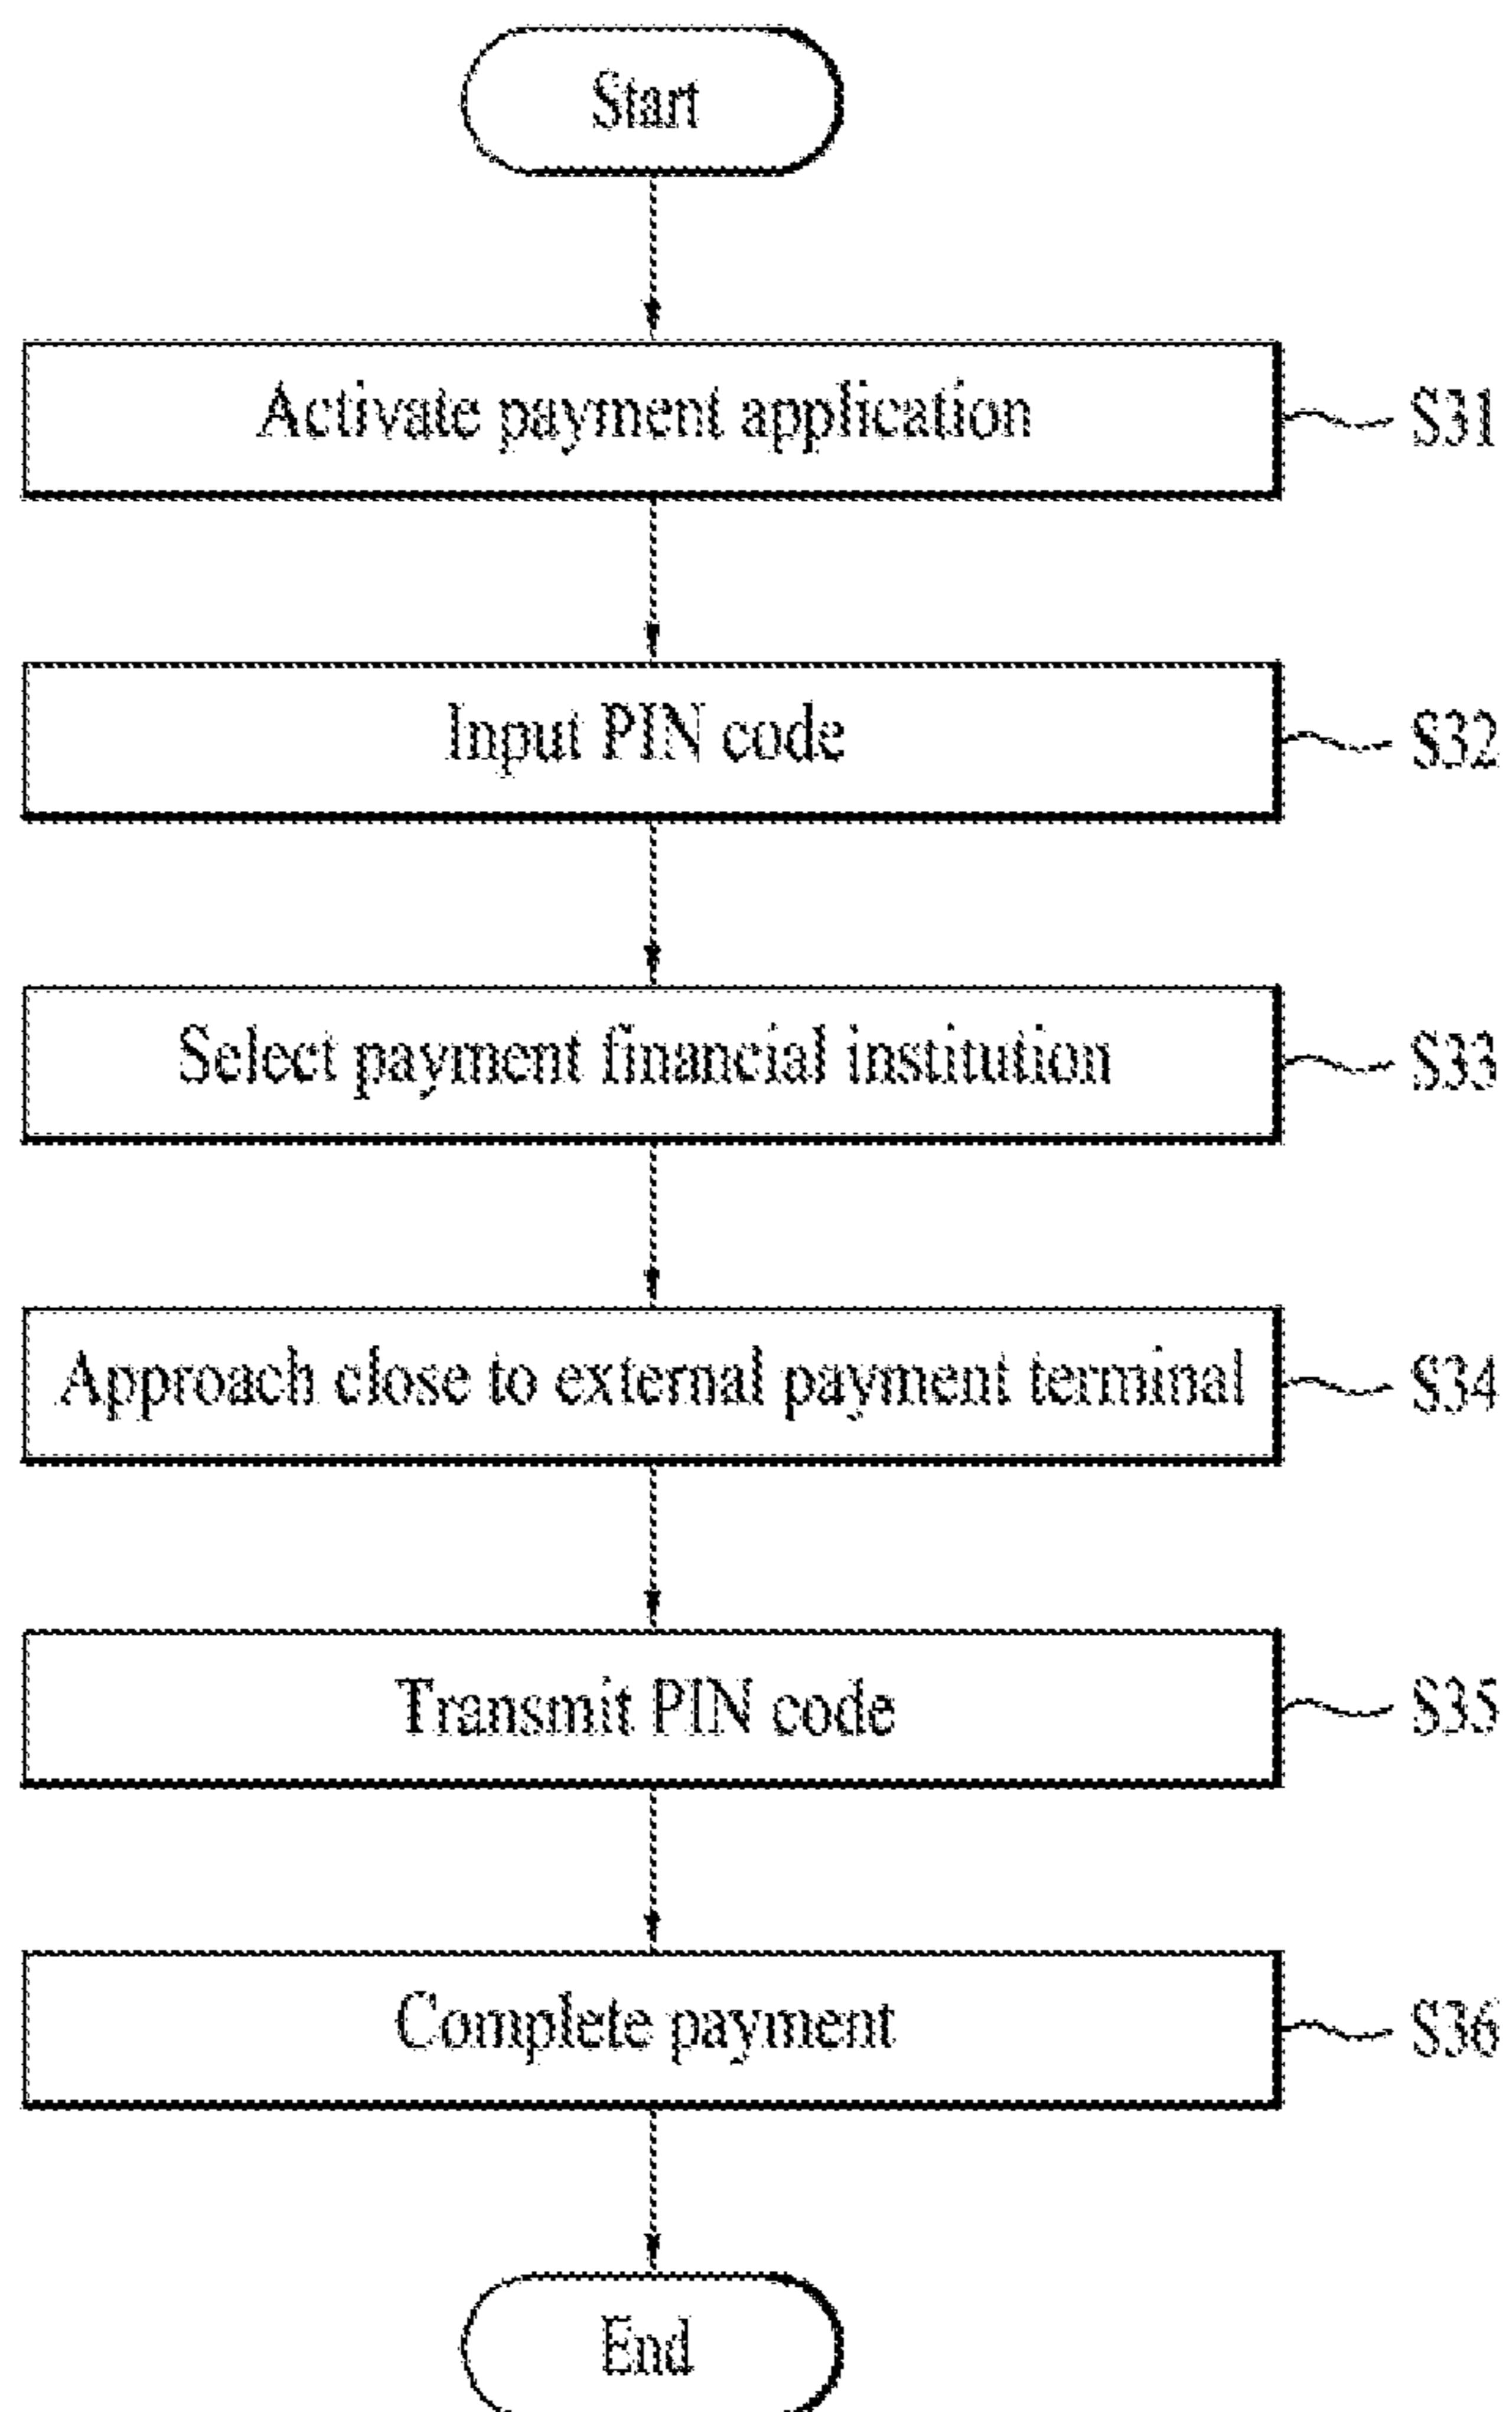 Start
Activate payment application S31
Input PIN code S32
Select payment financial institution S33
Approach close to external payment terminal S34
Transmit PIN code S35
Complete payment S36
End